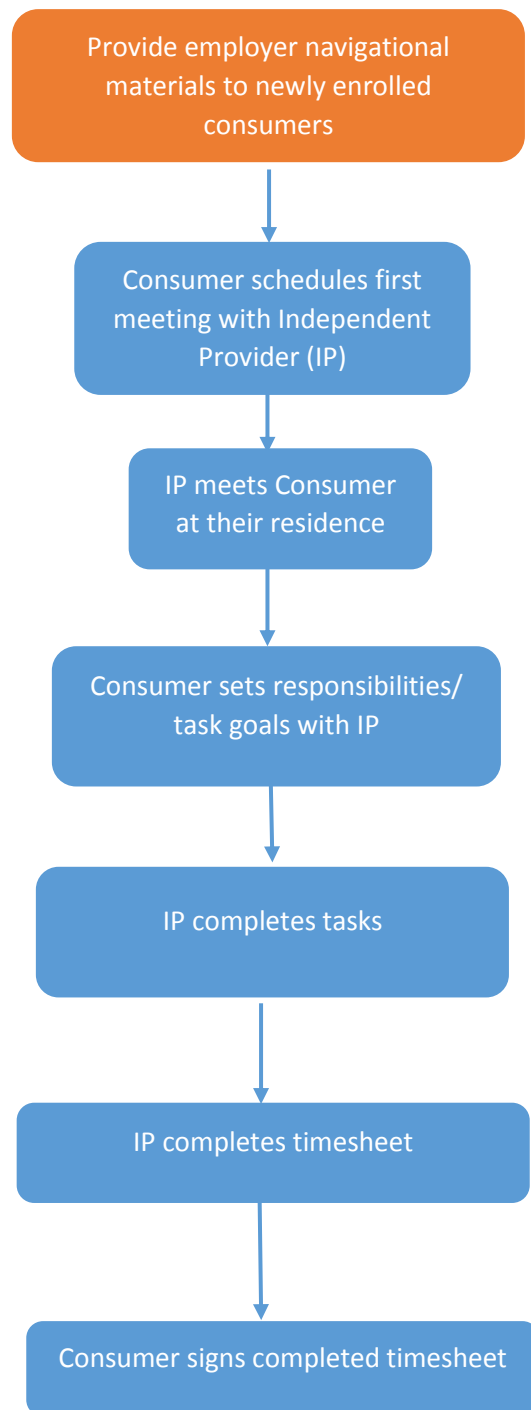 Provide employer navigational
materials to newly enrolled
consumers
Consumer schedules first
meeting with Independent
Provider (IP)
IP meets Consumer
at their residence
Consumer sets responsibilities/
task goals with IP
IP completes tasks
IP completes timesheet
Consumer signs completed timesheet